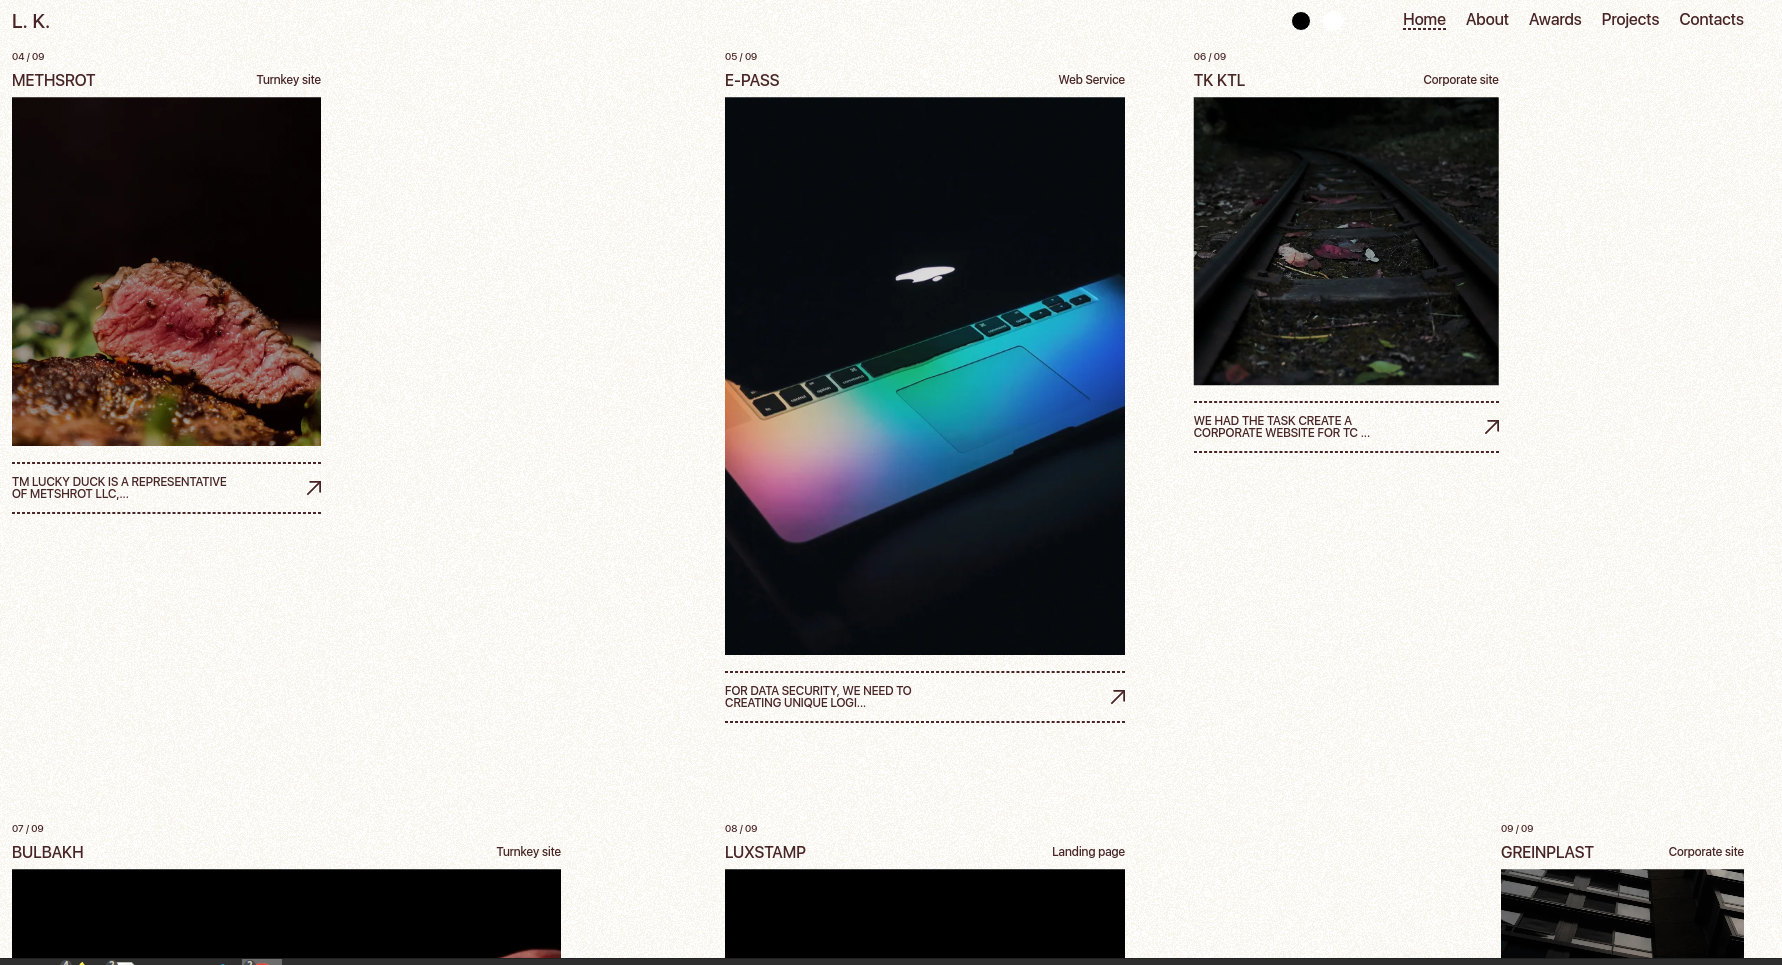 L. K.
Home About Awards Projects Contacts
04 / 09
METHSROT Turnkey site
TM LUCKY DUCK IS A REPRESENTATIVE
OF METSHROT LLC,...
05 / 09
E-PASS Web Service
FOR DATA SECURITY, WE NEED TO
CREATING UNIQUE LOGI...
06 / 09
TK KTL Corporate site
WE HAD THE TASK CREATE A
CORPORATE WEBSITE FOR TC ...
07 / 09
BULBAKH Turnkey site
08 / 09
LUXSTAMP Landing page
09 / 09
GREINPLAST Corporate site